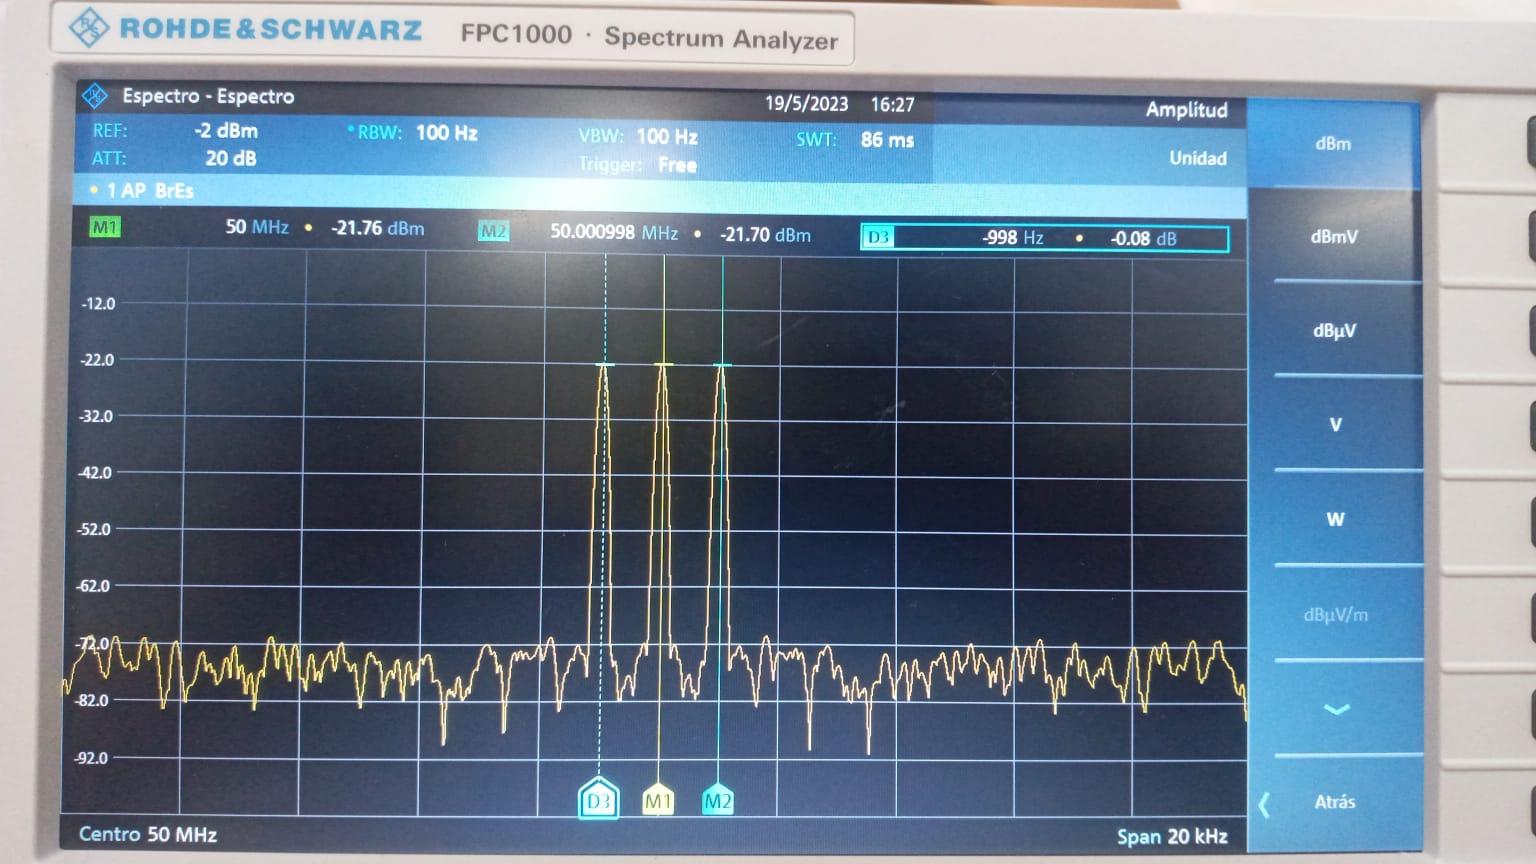 ROHDE&SCHWARZ FPC1000 · Spectrum Analyzer
Espectro - Espectro 19/5/2023 16:27 Amplitud
REF: -2 dBm RBW: 100 Hz VBW: 100 Hz SWT: 86 ms
ATT: 20 dB Trigger: Free Unidad
1 AP BrEs
M1 50 MHz • -21.76 dBm M2 50.000998 MHz • -21.70 dBm D3 -998 Hz • -0.08 dB
-12.0
-22.0
-32.0
-42.0
-52.0
-62.0
-72.0
-82.0
-92.0
D3 M1 M2
Centro 50 MHz Span 20 kHz
dBm
dBmV
dBµV
V
W
dBµV/m
Atrás